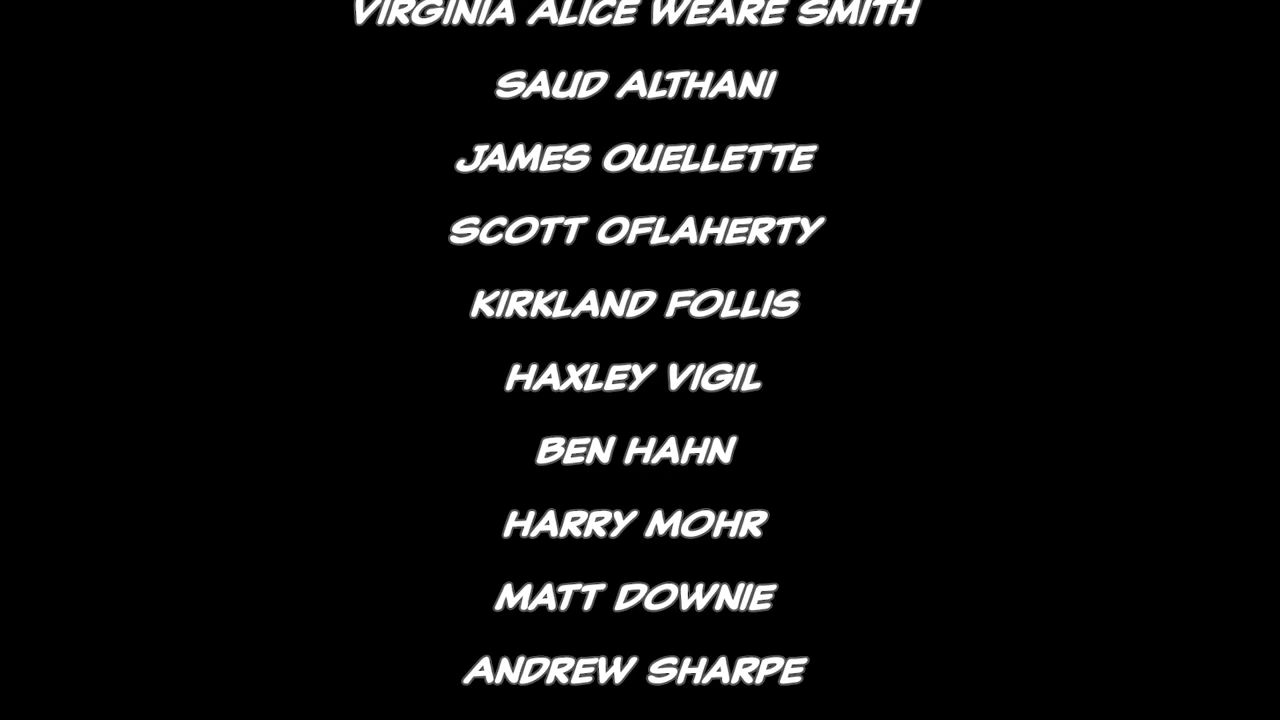 VIRGINIA ALICE WEARE SMITH
SAUD ALTHANI
JAMES OUELLETTE
SCOTT OFLAHERTY
KIRKLAND FOLLIS
HAXLEY VIGIL
BEN HAHN
HARRY MOHR
MATT DOWNIE
ANDREW SHARPE